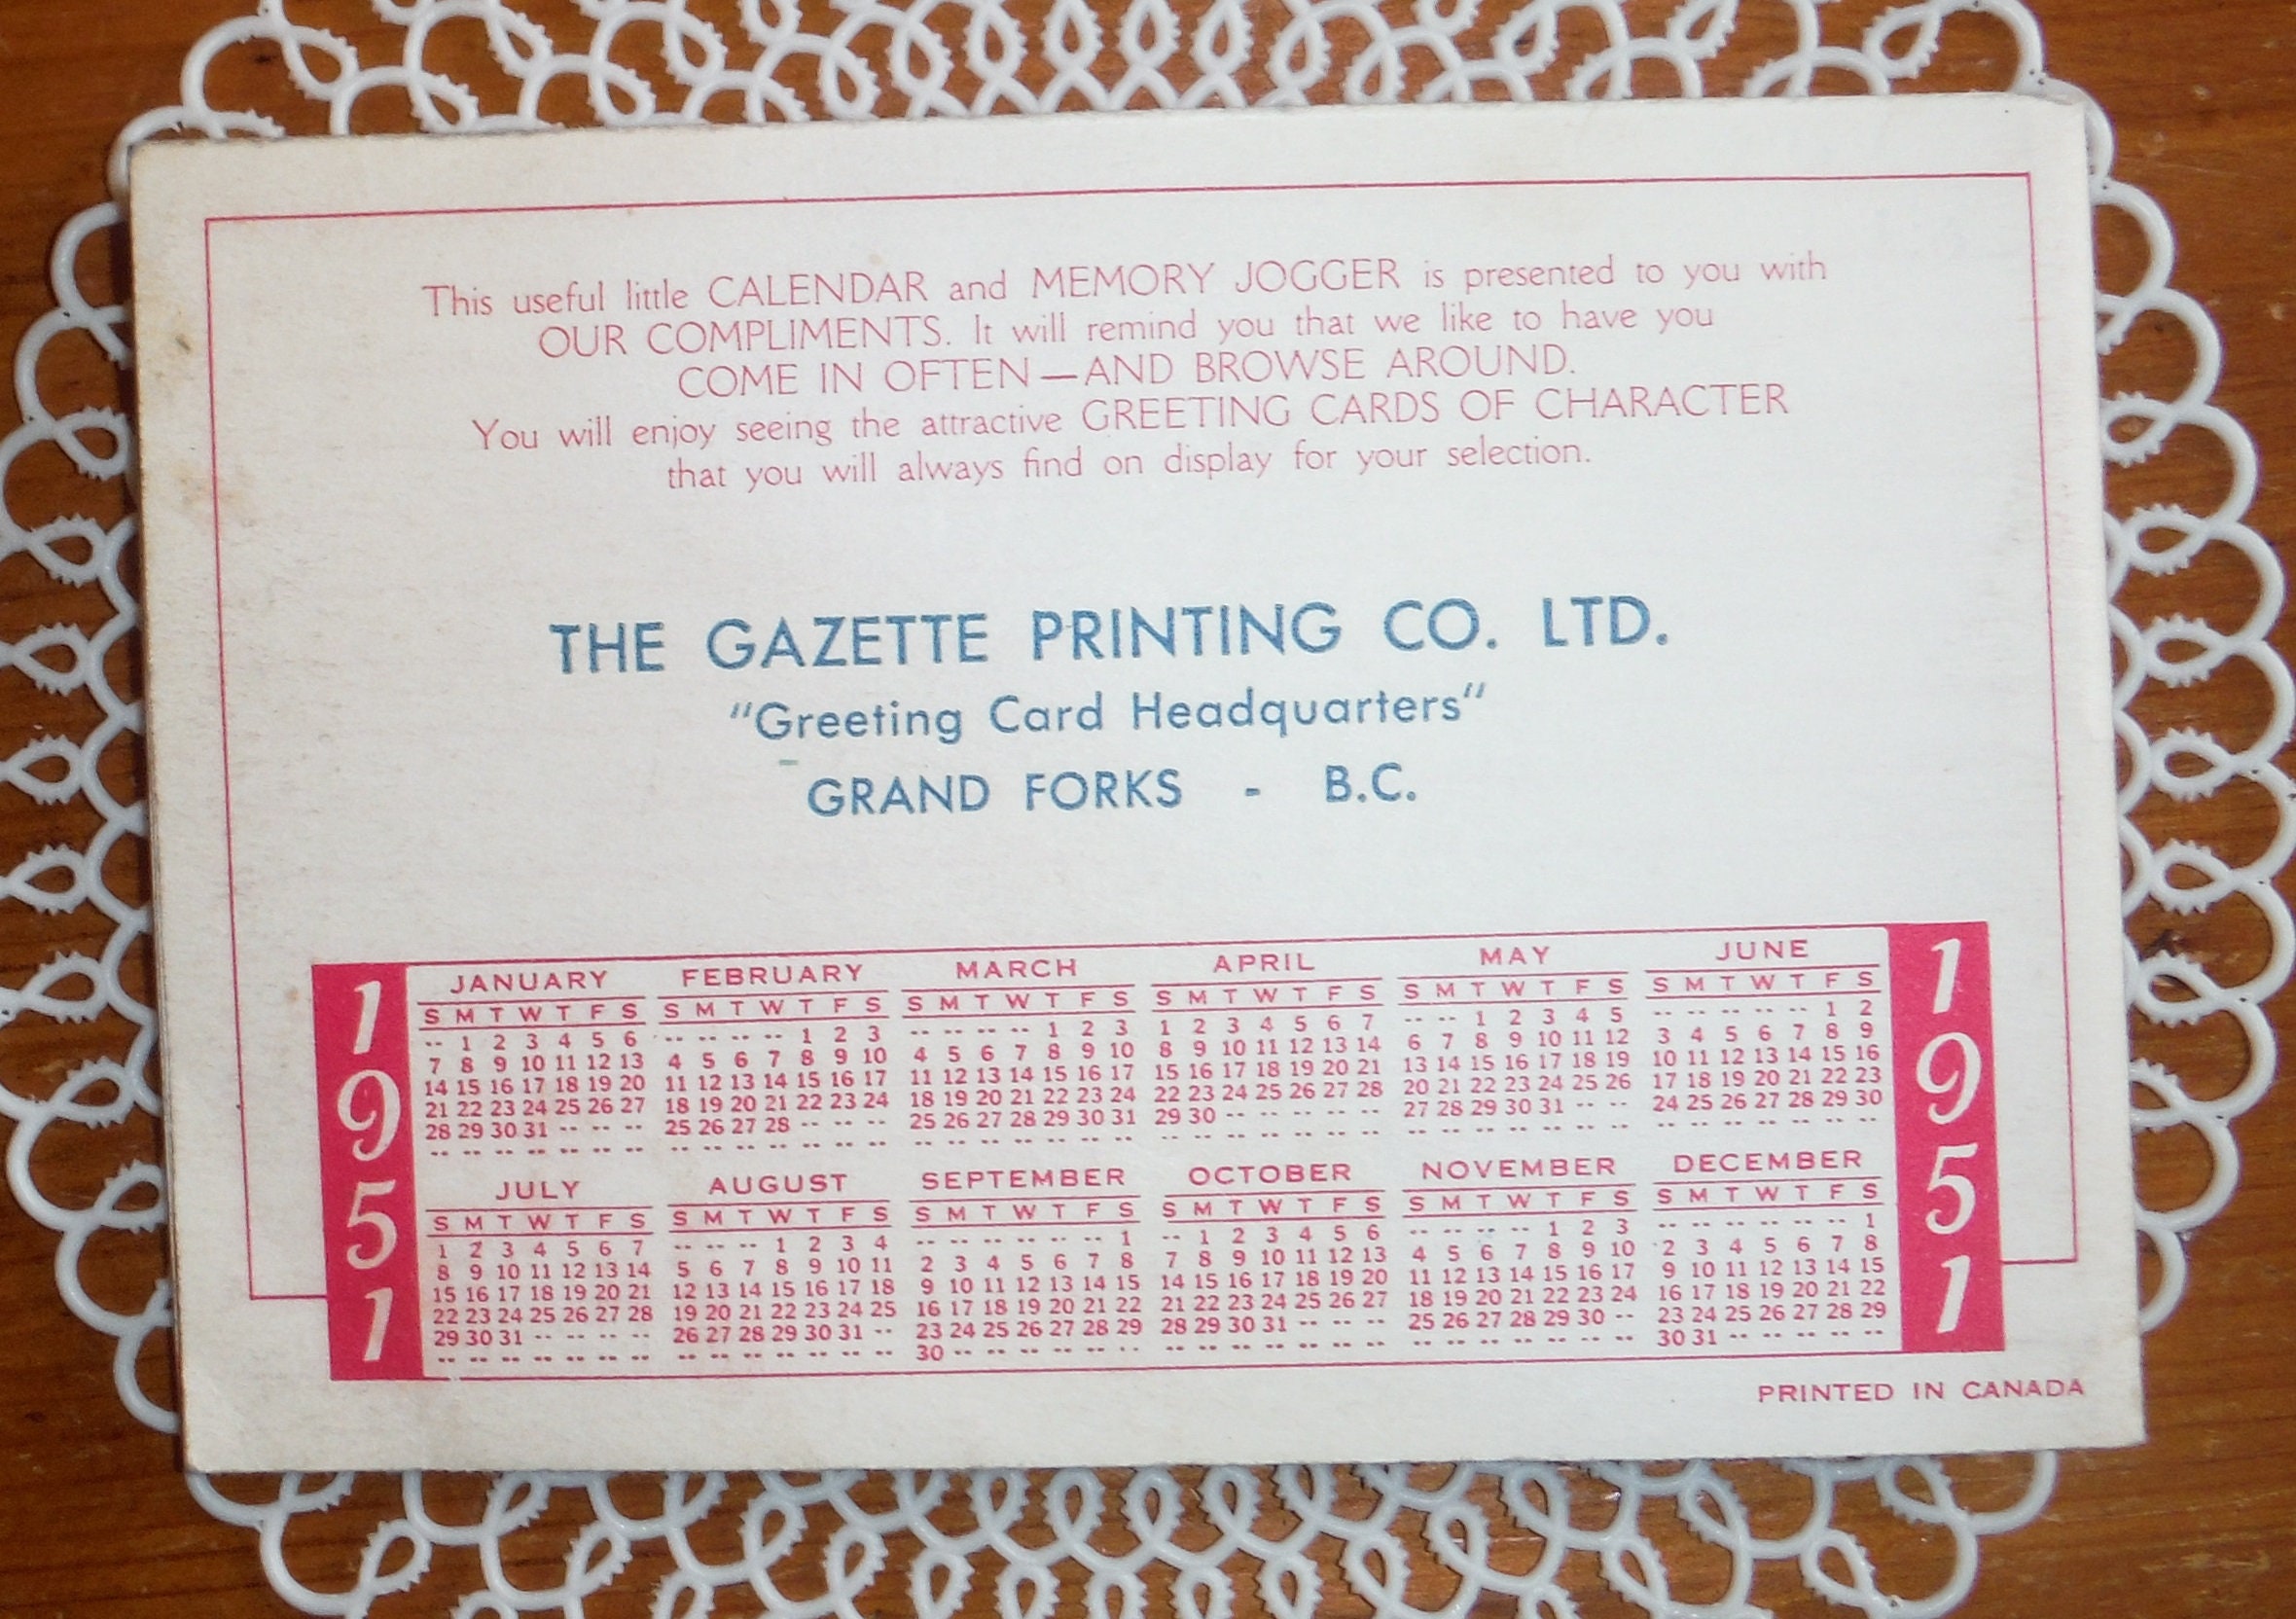 This useful little CALENDAR and MEMORY JOGGER is presented to you with
OUR COMPLIMENTS. It will remind you that we like to have you
COME IN OFTEN — AND BROWSE AROUND.
You will enjoy seeing the attractive GREETING CARDS OF CHARACTER
that you will always find on display for your selection.
THE GAZETTE PRINTING CO. LTD.
"Greeting Card Headquarters"
GRAND FORKS - B.C.
1951
JANUARY
S M T W T F S
-- 1 2 3 4 5 6
7 8 9 10 11 12 13
14 15 16 17 18 19 20
21 22 23 24 25 26 27
28 29 30 31 -- -- --
-- -- -- -- -- -- --
FEBRUARY
S M T W T F S
-- -- -- -- 1 2 3
4 5 6 7 8 9 10
11 12 13 14 15 16 17
18 19 20 21 22 23 24
25 26 27 28 -- -- --
-- -- -- -- -- -- --
MARCH
S M T W T F S
-- -- -- -- 1 2 3
4 5 6 7 8 9 10
11 12 13 14 15 16 17
18 19 20 21 22 23 24
25 26 27 28 29 30 31
-- -- -- -- -- -- --
APRIL
S M T W T F S
1 2 3 4 5 6 7
8 9 10 11 12 13 14
15 16 17 18 19 20 21
22 23 24 25 26 27 28
29 30 -- -- -- -- --
-- -- -- -- -- -- --
MAY
S M T W T F S
-- -- 1 2 3 4 5
6 7 8 9 10 11 12
13 14 15 16 17 18 19
20 21 22 23 24 25 26
27 28 29 30 31 -- --
-- -- -- -- -- -- --
JUNE
S M T W T F S
-- -- -- -- -- 1 2
3 4 5 6 7 8 9
10 11 12 13 14 15 16
17 18 19 20 21 22 23
24 25 26 27 28 29 30
-- -- -- -- -- -- --
JULY
S M T W T F S
1 2 3 4 5 6 7
8 9 10 11 12 13 14
15 16 17 18 19 20 21
22 23 24 25 26 27 28
29 30 31 -- -- -- --
-- -- -- -- -- -- --
AUGUST
S M T W T F S
-- -- -- 1 2 3 4
5 6 7 8 9 10 11
12 13 14 15 16 17 18
19 20 21 22 23 24 25
26 27 28 29 30 31 --
-- -- -- -- -- -- --
SEPTEMBER
S M T W T F S
-- -- -- -- -- -- 1
2 3 4 5 6 7 8
9 10 11 12 13 14 15
16 17 18 19 20 21 22
23 24 25 26 27 28 29
30 -- -- -- -- -- --
OCTOBER
S M T W T F S
-- 1 2 3 4 5 6
7 8 9 10 11 12 13
14 15 16 17 18 19 20
21 22 23 24 25 26 27
28 29 30 31 -- -- --
-- -- -- -- -- -- --
NOVEMBER
S M T W T F S
-- -- -- -- 1 2 3
4 5 6 7 8 9 10
11 12 13 14 15 16 17
18 19 20 21 22 23 24
25 26 27 28 29 30 --
-- -- -- -- -- -- --
DECEMBER
S M T W T F S
-- -- -- -- -- -- 1
2 3 4 5 6 7 8
9 10 11 12 13 14 15
16 17 18 19 20 21 22
23 24 25 26 27 28 29
30 31 -- -- -- -- --
1951
PRINTED IN CANADA